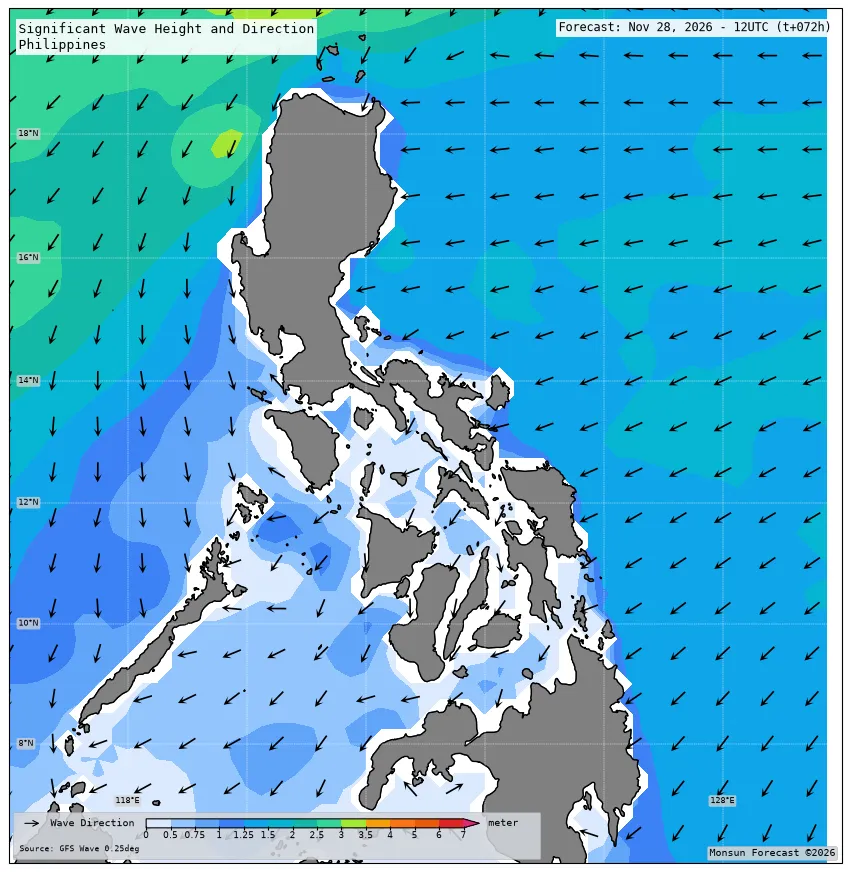 Significant Wave Height and Direction
Philippines
Forecast: Nov 28, 2026 - 12UTC (t+072h)
18°N
16°N
14°N
12°N
10°N
8°N
118°E
128°E
Wave Direction
0 0.5 0.75 1 1.25 1.5 2 2.5 3 3.5 4 5 6 7
meter
Source: GFS Wave 0.25deg
Monsun Forecast ©2026